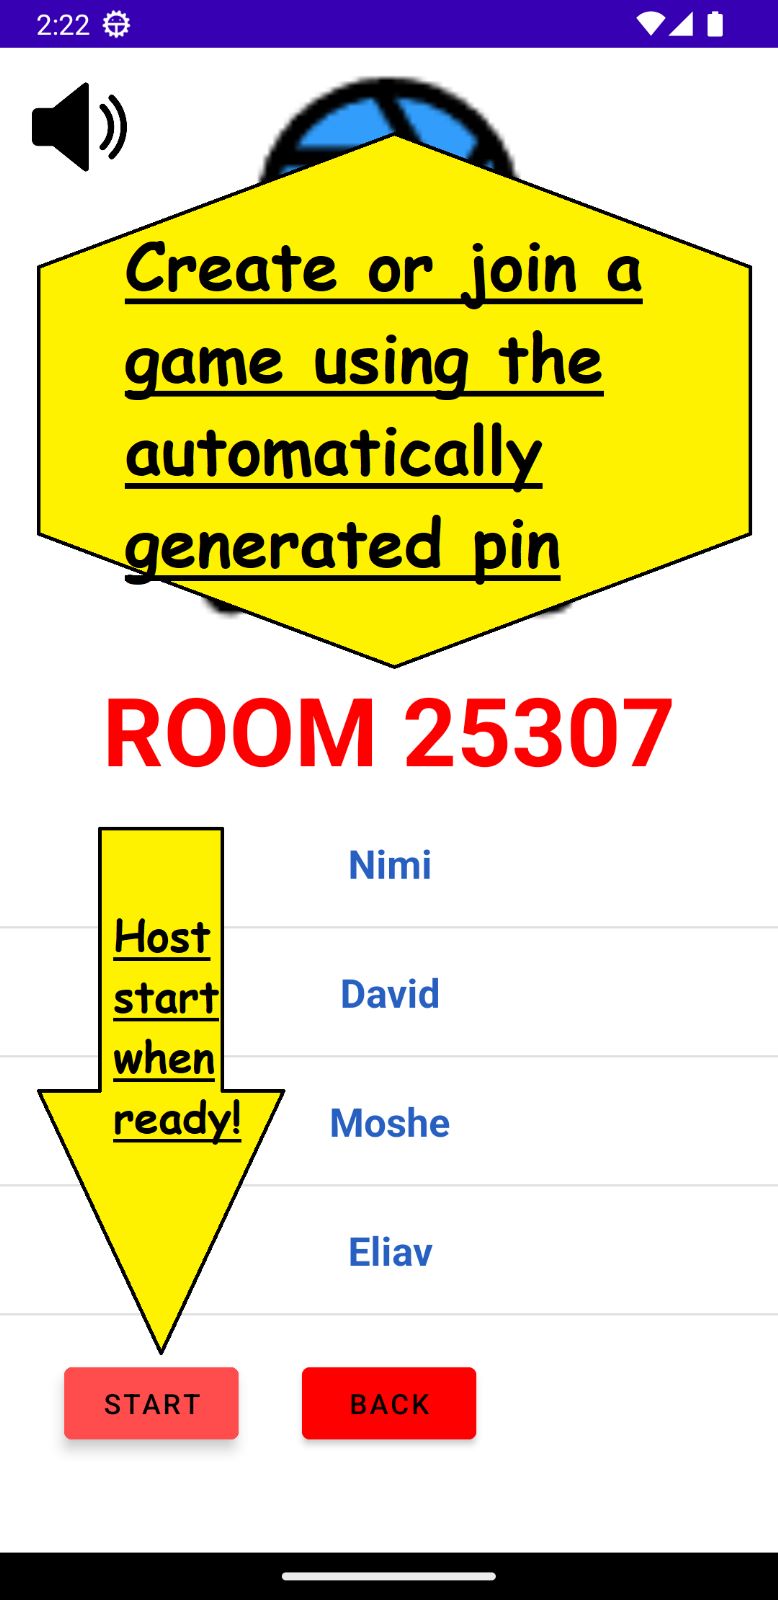 2:22
Create or join a
game using the
automatically
generated pin
ROOM 25307
Nimi
Host
start
when
ready!
David
Moshe
Eliav
START
BACK